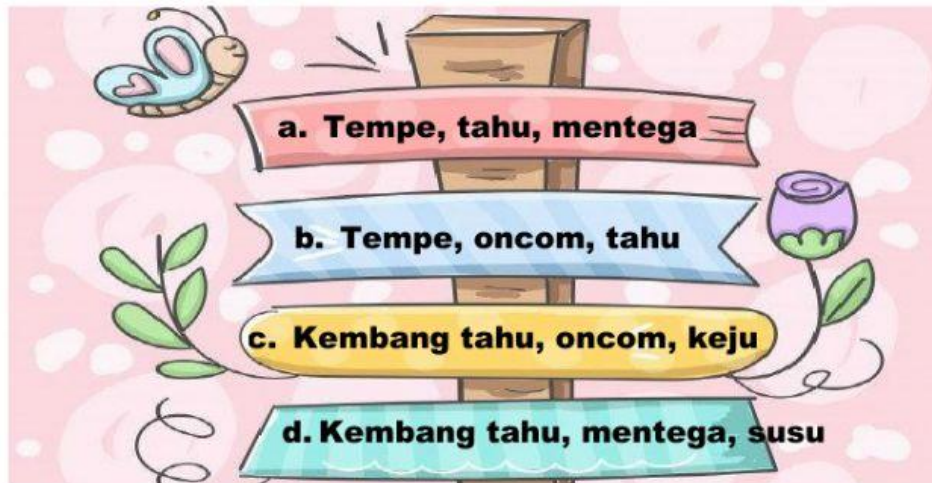 a. Tempe, tahu, mentega
b. Tempe, oncom, tahu
c. Kembang tahu, oncom, keju
d. Kembang tahu, mentega, susu